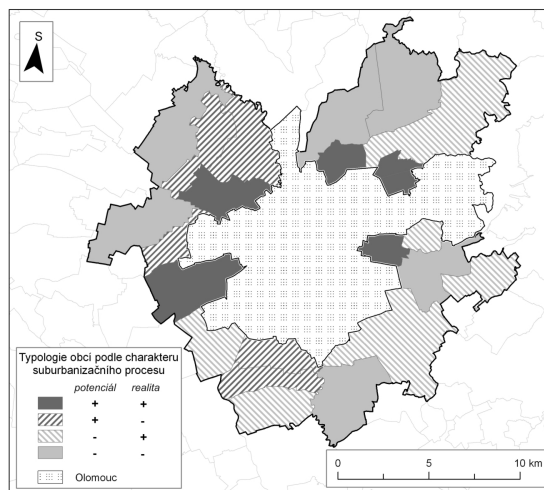 S
Typologie obcí podle charakteru
suburbanizačního procesu
potenciál realita
+ +
+ -
- +
- -
Olomouc
0 5 10 km